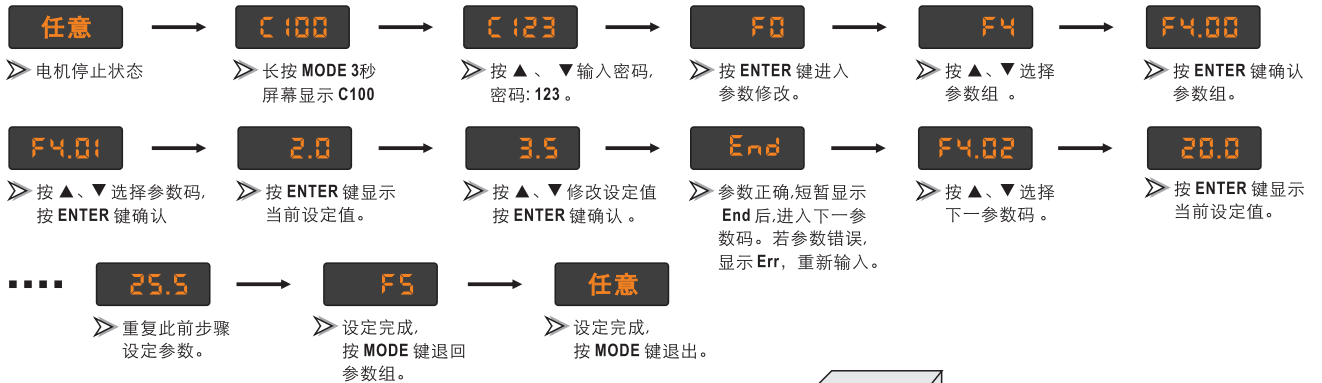 任意
C100
C123
F0
F4
F4.00
电机停止状态
长按 MODE 3秒
屏幕显示 C100
按 ▲ 、 ▼输入密码,
密码: 123 。
按 ENTER 键进入
参数修改。
按 ▲、▼ 选择
参数组 。
按 ENTER 键确认
参数组。
F4.01
2.0
3.5
End
F4.02
20.0
按 ▲、▼ 选择参数码,
按 ENTER 键确认
按 ENTER 键显示
当前设定值。
按 ▲、▼ 修改设定值
按 ENTER 键确认 。
参数正确,短暂显示
End 后,进入下一参
数码。若参数错误,
显示 Err，重新输入。
按 ▲、▼ 选择
下一参数码 。
按 ENTER 键显示
当前设定值。
25.5
F5
任意
重复此前步骤
设定参数。
设定完成,
按 MODE 键退回
参数组。
设定完成,
按 MODE 键退出。